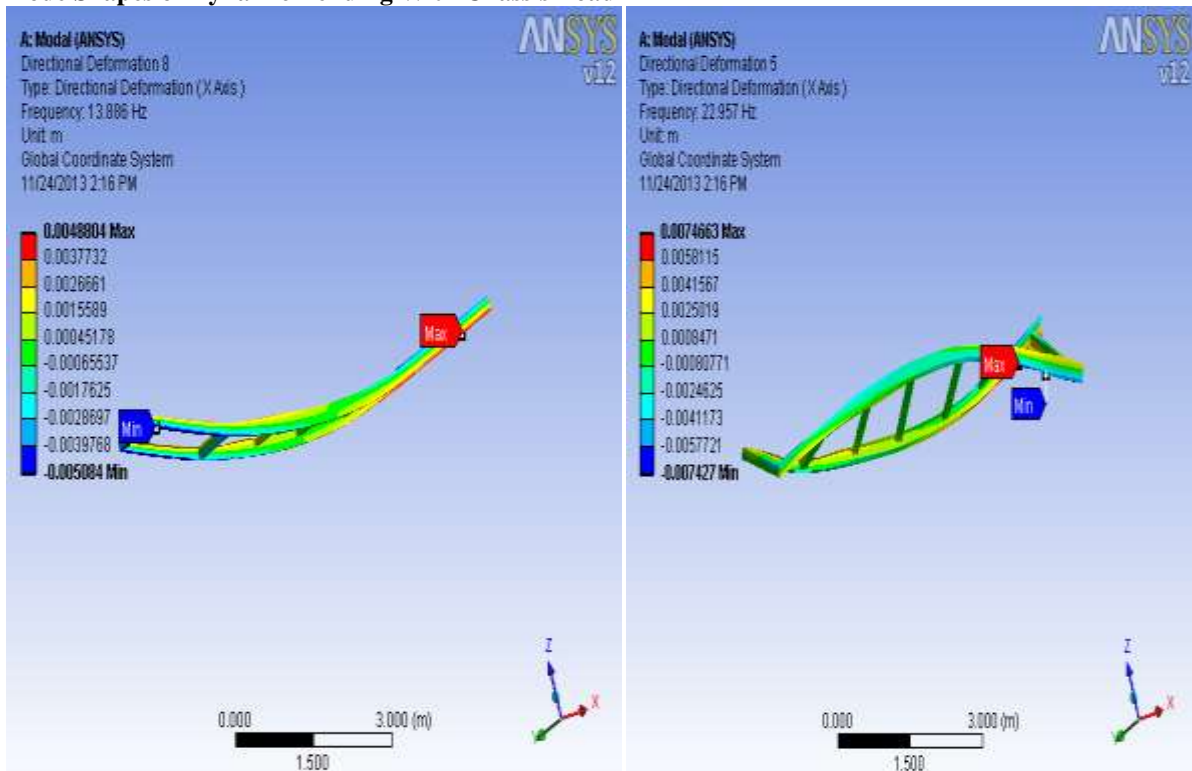 A: Modal (ANSYS)
Directional Deformation 8
Type: Directional Deformation (X Axis)
Frequency: 13.886 Hz
Unit: m
Global Coordinate System
11/24/2013 2:16 PM
ANSYS
v12
0.0048804 Max
0.0037732
0.0026661
0.0015589
0.00045178
-0.00065537
-0.0017625
-0.0028697
-0.0039768
-0.005084 Min
Max
Min
Z
X
Y
0.000 3.000 (m)
1.500
A: Modal (ANSYS)
Directional Deformation 5
Type: Directional Deformation (X Axis)
Frequency: 22.957 Hz
Unit: m
Global Coordinate System
11/24/2013 2:16 PM
ANSYS
v12
0.0074663 Max
0.0058115
0.0041567
0.0025019
0.0008471
-0.00080771
-0.0024625
-0.0041173
-0.0057721
-0.007427 Min
Max
Min
Z
X
0.000 3.000 (m)
1.500